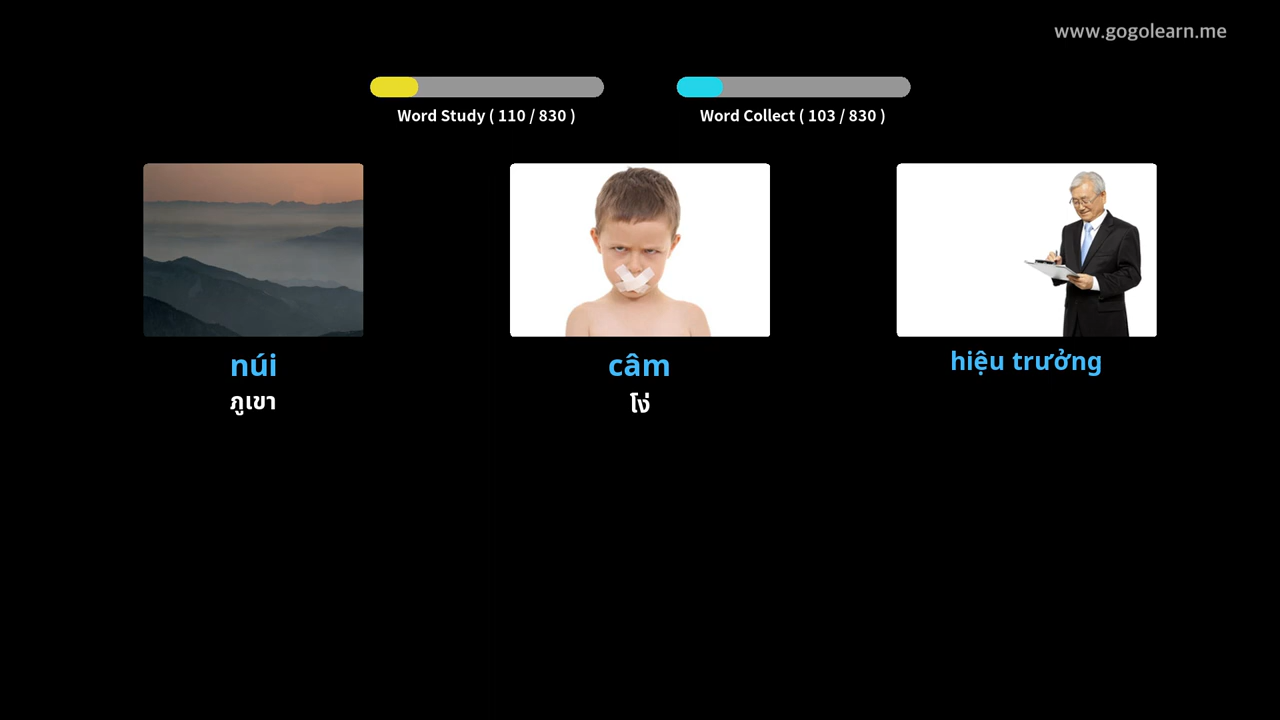 www.gogolearn.me
Word Study ( 110 / 830 )
Word Collect ( 103 / 830 )
núi
câm
hiệu trưởng
ภูเขา
โง่